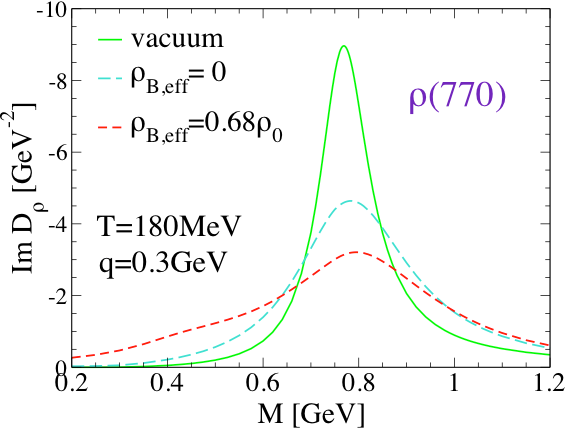 -10
-8
-6
-4
-2
0
Im D_ρ [GeV^-2]
vacuum
ρ_B,eff= 0
ρ_B,eff=0.68ρ_0
ρ(770)
T=180MeV
q=0.3GeV
0.2 0.4 0.6 0.8 1 1.2
M [GeV]